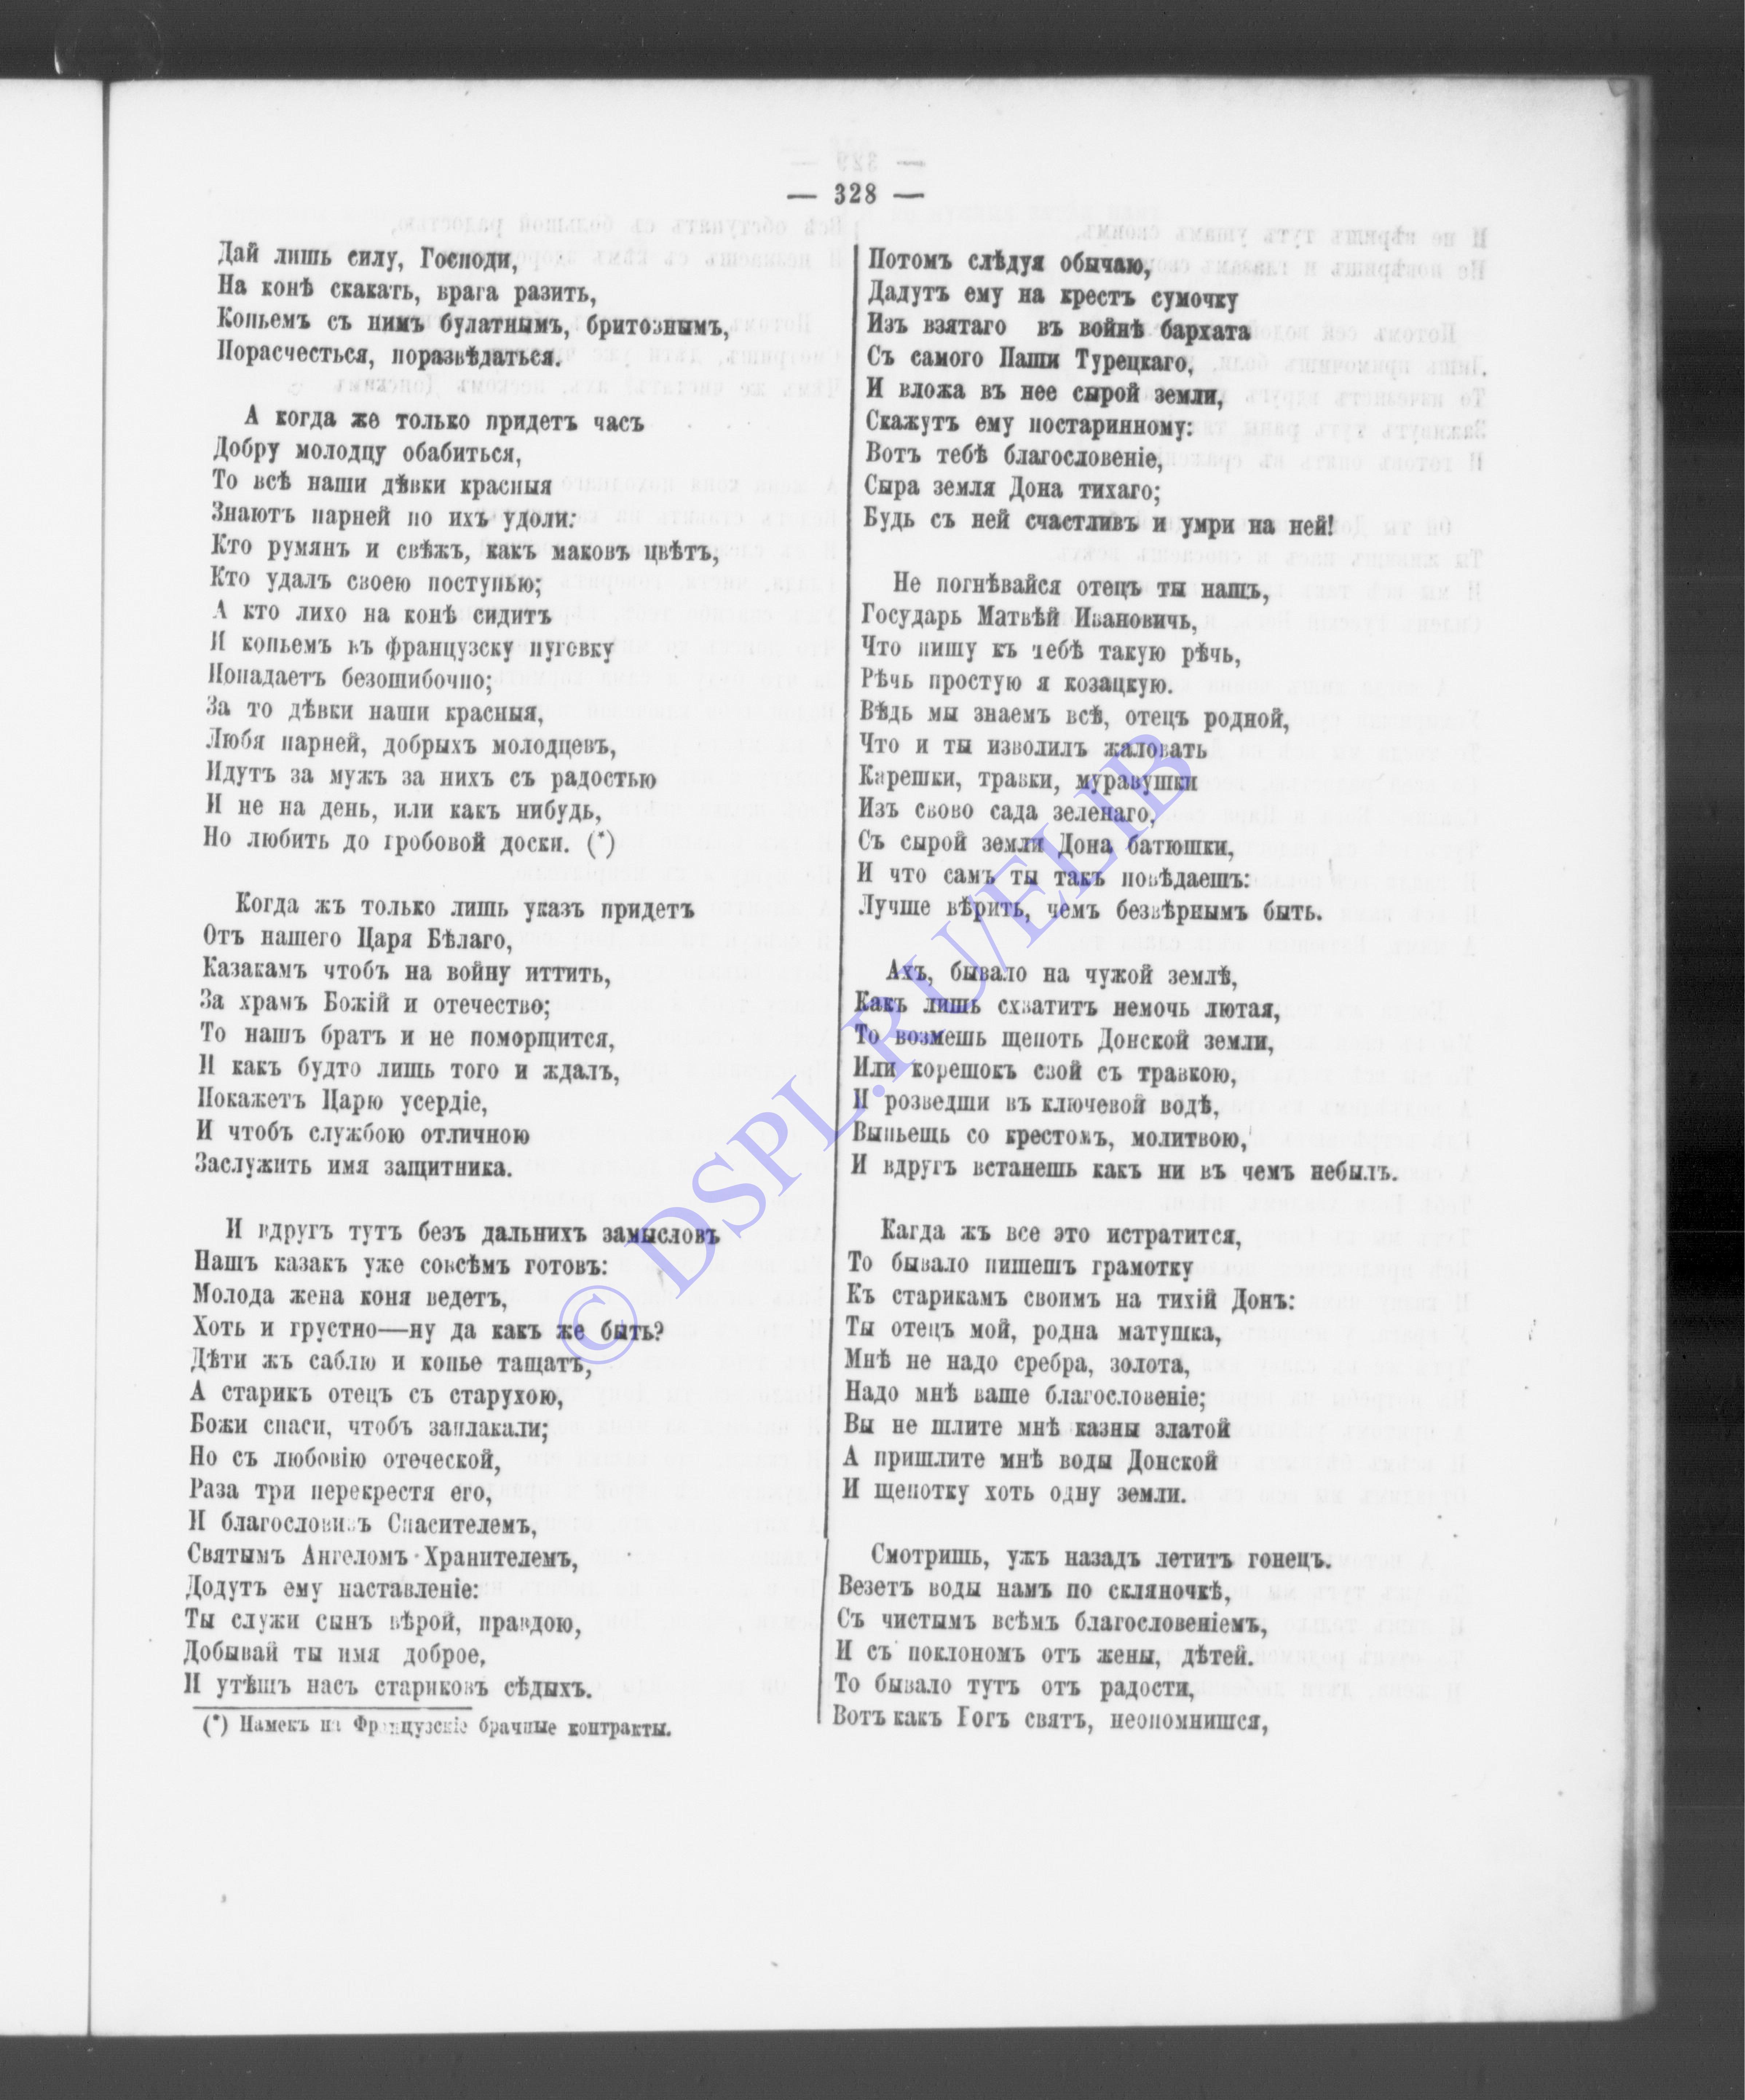 — 328 —
Дай лишь силу, Господи,
На конѣ скакать, врага разить,
Копьемъ съ нимъ булатнымъ, бритознымъ,
Порасчесться, поразвѣдаться.
А когда же только придетъ часъ
Добру молодцу обабиться,
То всѣ наши дѣвки красныя
Знаютъ парней по ихъ удоли:
Кто румянъ и свѣжъ, какъ маковъ цвѣтъ,
Кто удалъ своею поступью;
А кто лихо на конѣ сидитъ
И копьемъ въ французску пуговку
Попадаетъ безошибочно;
За то дѣвки наши красныя,
Любя парней, добрыхъ молодцевъ,
Идутъ за мужъ за нихъ съ радостью
И не на день, или какъ нибудь,
Но любить до гробовой доски. (*)
Когда жъ только лишь указъ придетъ
Отъ нашего Царя Бѣлаго,
Казакамъ чтобъ на войну иттить,
За храмъ Божій и отечество;
То нашъ братъ и не поморщится,
И какъ будто лишь того и ждалъ,
Покажетъ Царю усердіе,
И чтобъ службою отличною
Заслужить имя защитника.
И вдругъ тутъ безъ дальнихъ замысловъ
Нашъ казакъ уже совсѣмъ готовъ:
Молода жена коня ведетъ,
Хоть и грустно—ну да какъ же быть?
Дѣти жъ саблю и копье тащатъ,
А старикъ отецъ съ старухою,
Божи спаси, чтобъ заплакали;
Но съ любовію отеческой,
Раза три перекрестя его,
И благословивъ Спасителемъ,
Святымъ Ангеломъ Хранителемъ,
Додутъ ему наставленіе:
Ты служи сынъ вѣрой, правдою,
Добывай ты имя доброе,
И утѣшъ насъ стариковъ сѣдыхъ.
(*) Намекъ на Французскіе брачные контракты.
Потомъ слѣдуя обычаю,
Дадутъ ему на крестъ сумочку
Изъ взятаго въ войнѣ бархата
Съ самого Паши Турецкаго,
И вложа въ нее сырой земли,
Скажутъ ему постаринному:
Вотъ тебѣ благословеніе,
Сыра земля Дона тихаго;
Будь съ ней счастливъ и умри на ней!
Не погнѣвайся отецъ ты нашъ,
Государь Матвѣй Ивановичь,
Что пишу къ тебѣ такую рѣчь,
Рѣчь простую я козацкую.
Вѣдь мы знаемъ всѣ, отецъ родной,
Что и ты изволилъ жаловать
Карешки, травки, муравушки
Изъ свово сада зеленаго,
Съ сырой земли Дона батюшки,
И что самъ ты такъ повѣдаешъ:
Лучше вѣрить, чемъ безвѣрнымъ быть.
Ахъ, бывало на чужой землѣ,
Какъ лишь схватитъ немочь лютая,
То возмешь щепоть Донской земли,
Или корешокъ свой съ травкою,
И розведши въ ключевой водѣ,
Выпьещь со крестомъ, молитвою,
И вдругъ встанешь какъ ни въ чемъ небылъ.
Кагда жъ все это истратится,
То бывало пишешъ грамотку
Къ старикамъ своимъ на тихій Донъ:
Ты отецъ мой, родна матушка,
Мнѣ не надо сребра, золота,
Надо мнѣ ваше благословеніе;
Вы не шлите мнѣ казны златой
А пришлите мнѣ воды Донской
И щепотку хоть одну земли.
Смотришь, ужъ назадъ летитъ гонецъ.
Везетъ воды намъ по скляночкѣ,
Съ чистымъ всѣмъ благословеніемъ,
И съ поклономъ отъ жены, дѣтей.
То бывало тутъ отъ радости,
Вотъ какъ Богъ святъ, неопомнишся,
© DSPL.RU/ELIB